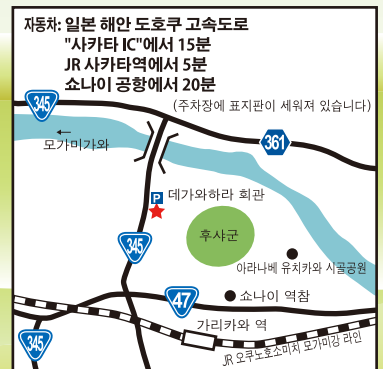 자동차: 일본 해안 도호쿠 고속도로
"사카타 IC"에서 15분
JR 사카타역에서 5분
쇼나이 공항에서 20분
(주차장에 표지판이 세워져 있습니다)
345
←
모가미가와
361
P
데가와하라 회관
후샤군
345
아라나베 유치카와 시골공원
47
쇼나이 역참
가리카와 역
345
JR 오쿠노호소미치 모가미강 라인